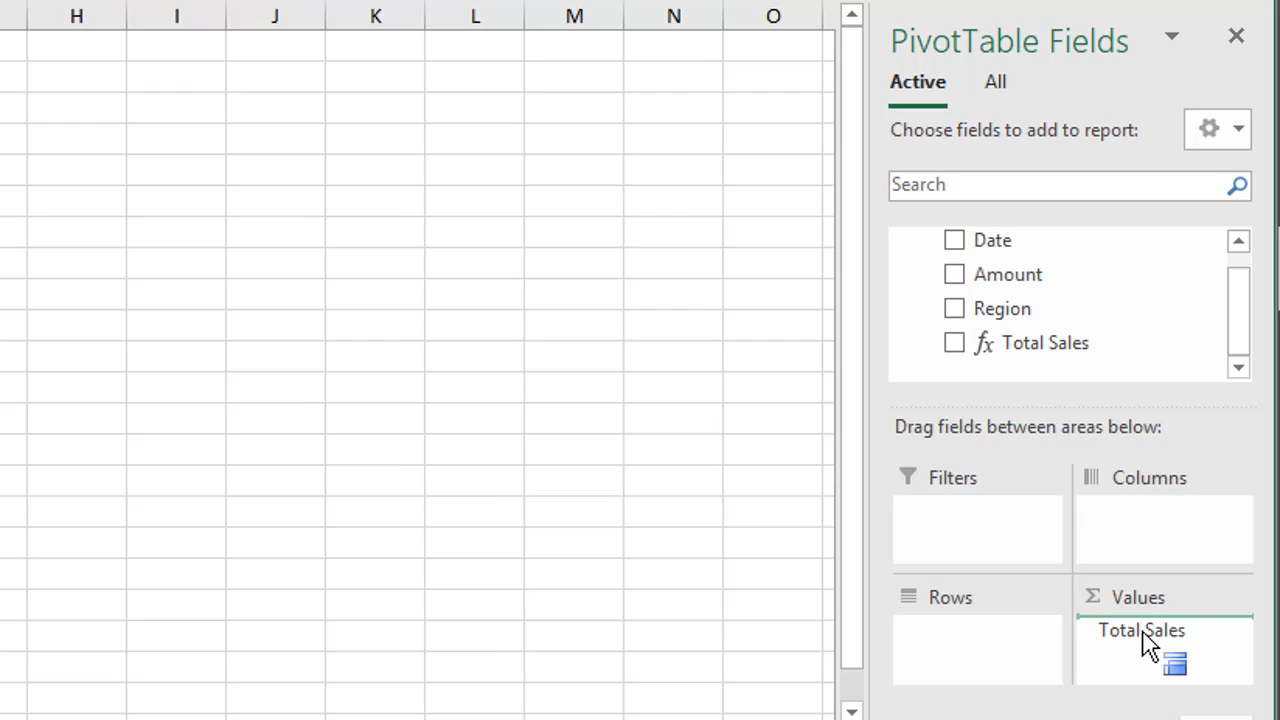 H I J K L M N O
PivotTable Fields
Active All
Choose fields to add to report:
Search
Date
Amount
Region
fx Total Sales
Drag fields between areas below:
Filters Columns
Rows Σ Values
Total Sales